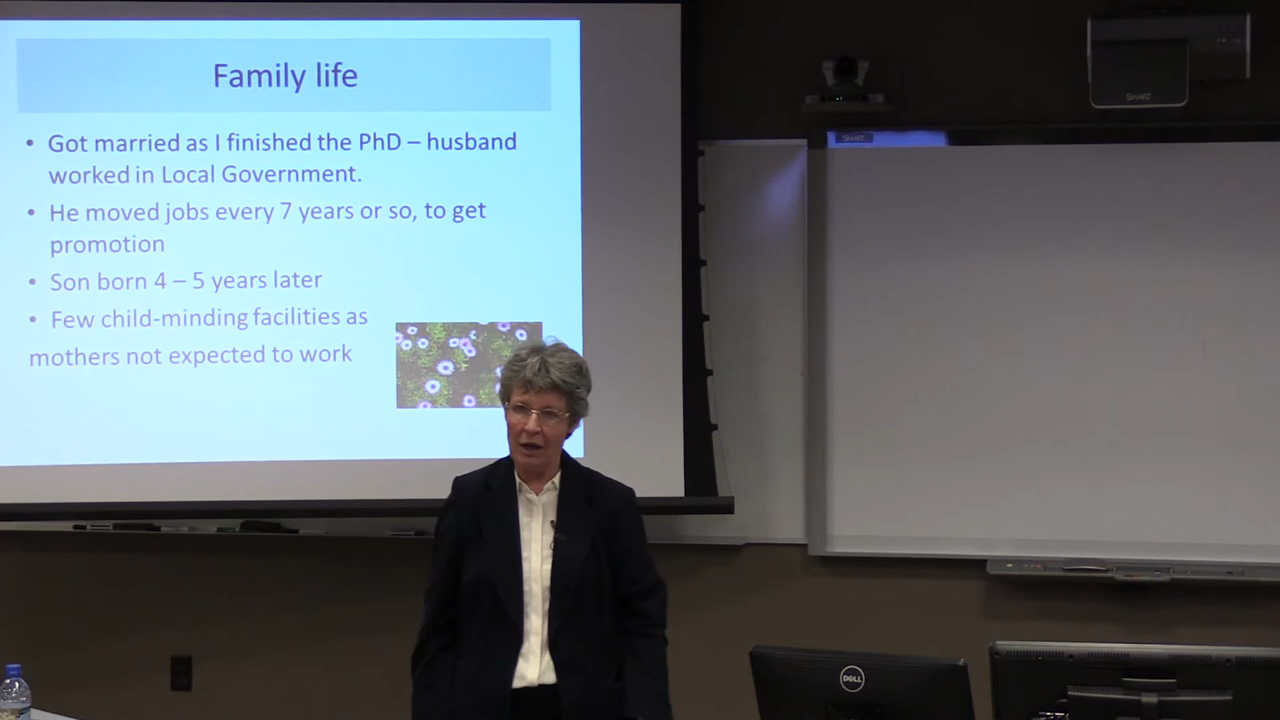 Family life
• Got married as I finished the PhD – husband
worked in Local Government.
• He moved jobs every 7 years or so, to get
promotion
• Son born 4 – 5 years later
• Few child-minding facilities as
mothers not expected to work
SMART
SMART
DELL